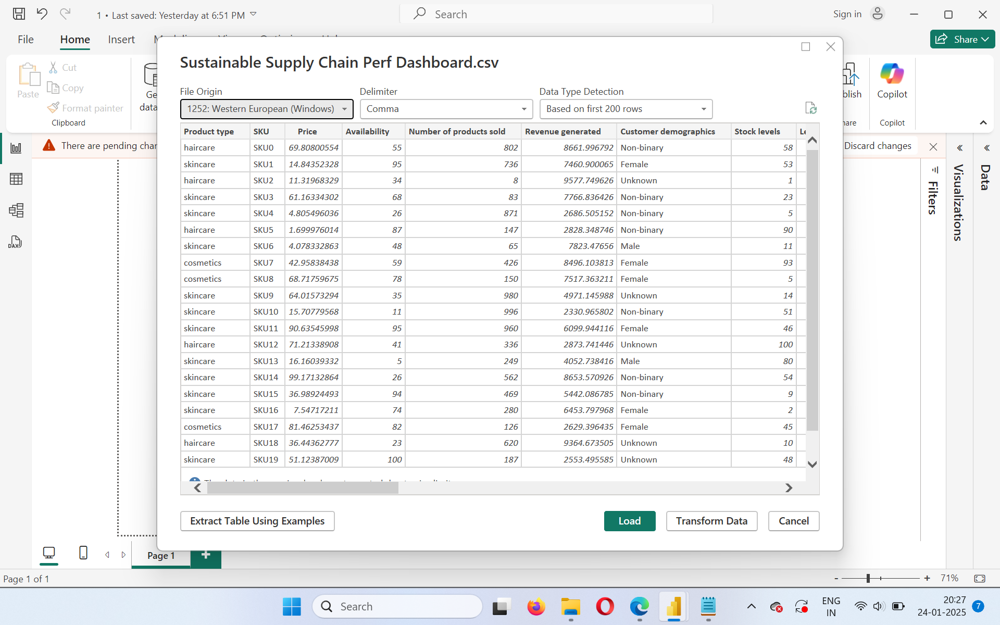 1 • Last saved: Yesterday at 6:51 PM
Search
Sign in
File
Home
Insert
Share
Paste
Cut
Copy
Format painter
Clipboard
Copilot
Copilot
There are pending
Discard changes
Sustainable Supply Chain Perf Dashboard.csv
File Origin
Delimiter
Data Type Detection
1252: Western European (Windows)
Comma
Based on first 200 rows
Product type SKU Price Availability Number of products sold Revenue generated Customer demographics Stock levels
haircare SKU0 69.80800554 55 802 8661.996792 Non-binary 58
skincare SKU1 14.84352328 95 736 7460.900065 Female 53
haircare SKU2 11.31968329 34 8 9577.749626 Unknown 1
skincare SKU3 61.16334302 68 83 7766.836426 Non-binary 23
skincare SKU4 4.805496036 26 871 2686.505152 Non-binary 5
haircare SKU5 1.699976014 87 147 2828.348746 Non-binary 90
skincare SKU6 4.078332863 48 65 7823.47656 Male 11
cosmetics SKU7 42.95838438 59 426 8496.103813 Female 93
cosmetics SKU8 68.71759675 78 150 7517.363211 Female 5
skincare SKU9 64.01573294 35 980 4971.145988 Unknown 14
skincare SKU10 15.70779568 11 996 2330.965802 Non-binary 51
skincare SKU11 90.63545998 95 960 6099.944116 Female 46
haircare SKU12 71.21338908 41 336 2873.741446 Unknown 100
skincare SKU13 16.16039332 5 249 4052.738416 Male 80
skincare SKU14 99.17132864 26 562 8653.570926 Non-binary 54
skincare SKU15 36.98924493 94 469 5442.086785 Non-binary 9
skincare SKU16 7.54717211 74 280 6453.797968 Female 2
cosmetics SKU17 81.46253437 82 126 2629.396435 Female 45
haircare SKU18 36.44362777 23 620 9364.673505 Unknown 10
skincare SKU19 51.12387009 100 187 2553.495585 Unknown 48
Extract Table Using Examples
Load
Transform Data
Cancel
Filters
Visualizations
Data
DAX
Page 1
Page 1 of 1
71%
Search
ENG
IN
20:27
24-01-2025
7